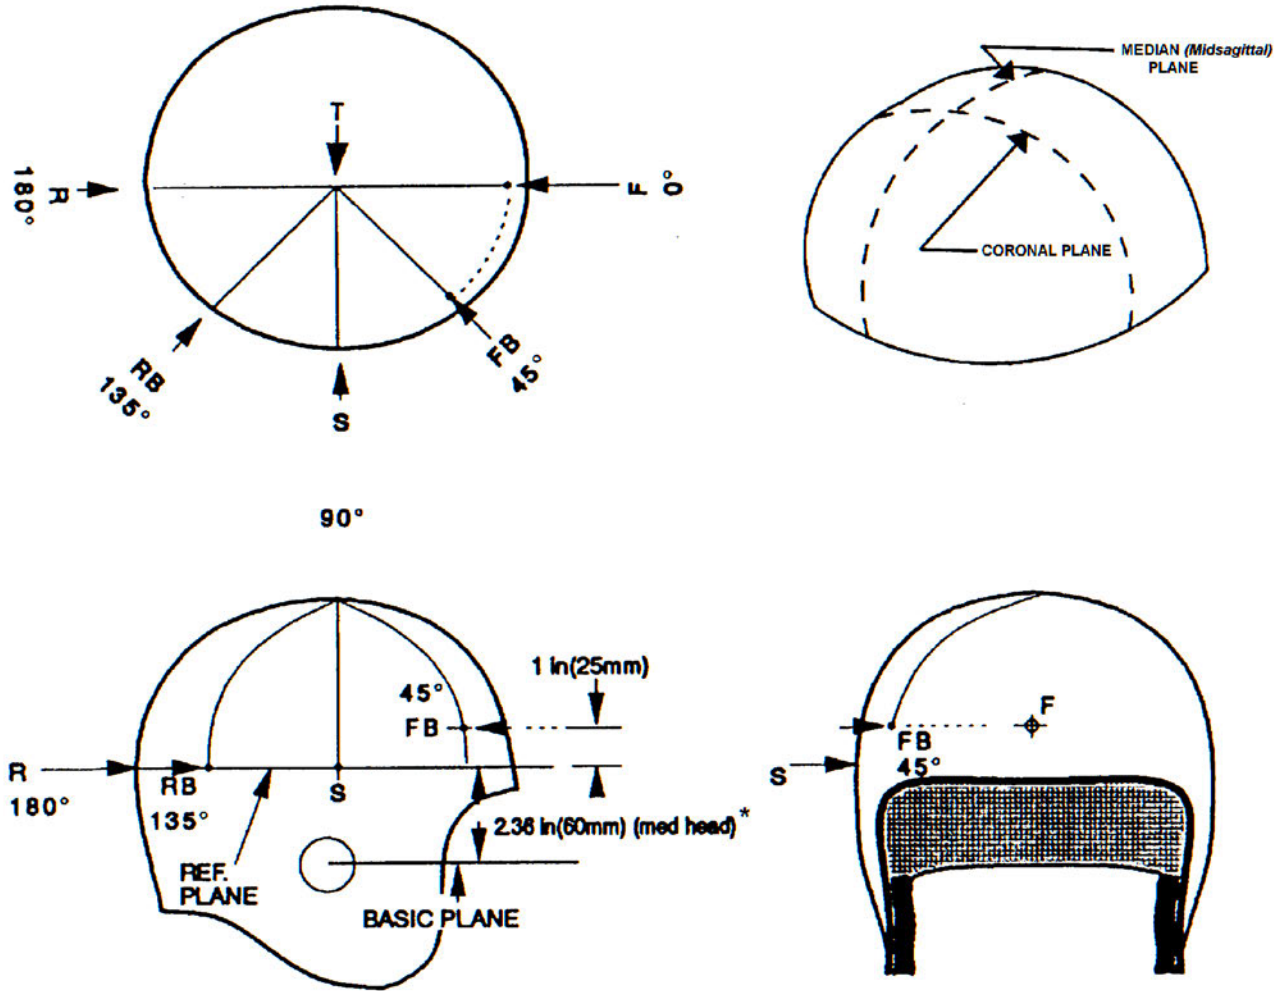 MEDIAN (Midsagittal)
PLANE
CORONAL PLANE
T
R
180°
F
0°
RB
135°
S
FB
45°
90°
1 in(25mm)
45°
FB
R
180°
RB
135°
S
2.36 in(60mm) (med head)*
REF.
PLANE
BASIC PLANE
F
FB
45°
S